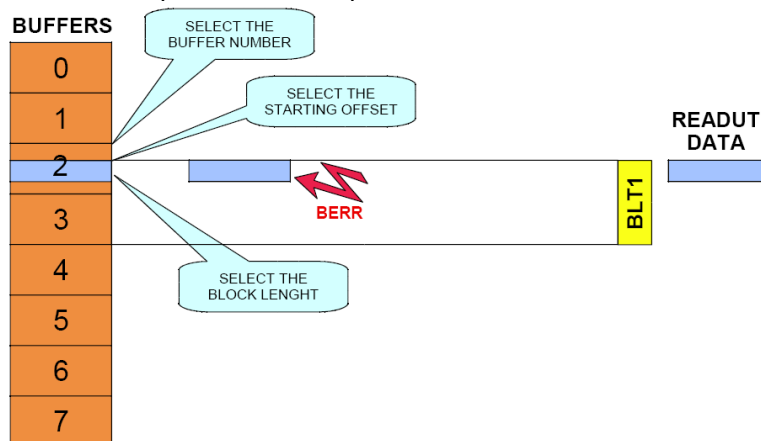 BUFFERS
SELECT THE
BUFFER NUMBER
0
SELECT THE
STARTING OFFSET
1
READUT
DATA
2
BERR
BLT1
3
SELECT THE
BLOCK LENGHT
4
5
6
7